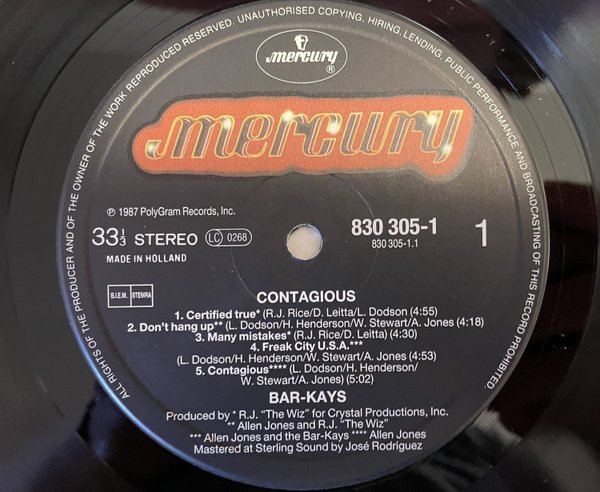 ALL RIGHTS OF THE PRODUCER AND OF THE OWNER OF THE WORK REPRODUCED RESERVED. UNAUTHORISED COPYING, HIRING, LENDING, PUBLIC PERFORMANCE AND BROADCASTING OF THIS RECORD PROHIBITED
mercury ®
mercury
℗ 1987 PolyGram Records, Inc.
33⅓ STEREO LC 0268 830 305-1 1
830 305-1.1
MADE IN HOLLAND
B.I.E.M. STEMRA
CONTAGIOUS
1. Certified true* (R.J. Rice/D. Leitta/L. Dodson) (4:55)
2. Don't hang up** (L. Dodson/H. Henderson/W. Stewart/A. Jones) (4:18)
3. Many mistakes* (R.J. Rice/D. Leitta) (4:30)
4. Freak City U.S.A.***
(L. Dodson/H. Henderson/W. Stewart/A. Jones) (4:53)
5. Contagious**** (L. Dodson/H. Henderson/
W. Stewart/A. Jones) (5:02)
BAR-KAYS
Produced by * R.J. "The Wiz" for Crystal Productions, Inc.
** Allen Jones and R.J. "The Wiz"
*** Allen Jones and the Bar-Kays **** Allen Jones
Mastered at Sterling Sound by José Rodriguez